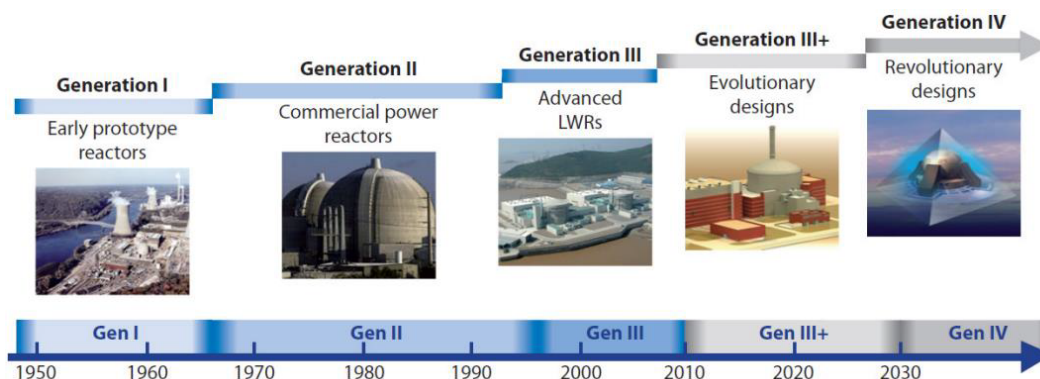 Generation I
Early prototype
reactors
Generation II
Commercial power
reactors
Generation III
Advanced
LWRs
Generation III+
Evolutionary
designs
Generation IV
Revolutionary
designs
Gen I
Gen II
Gen III
Gen III+
Gen IV
1950
1960
1970
1980
1990
2000
2010
2020
2030